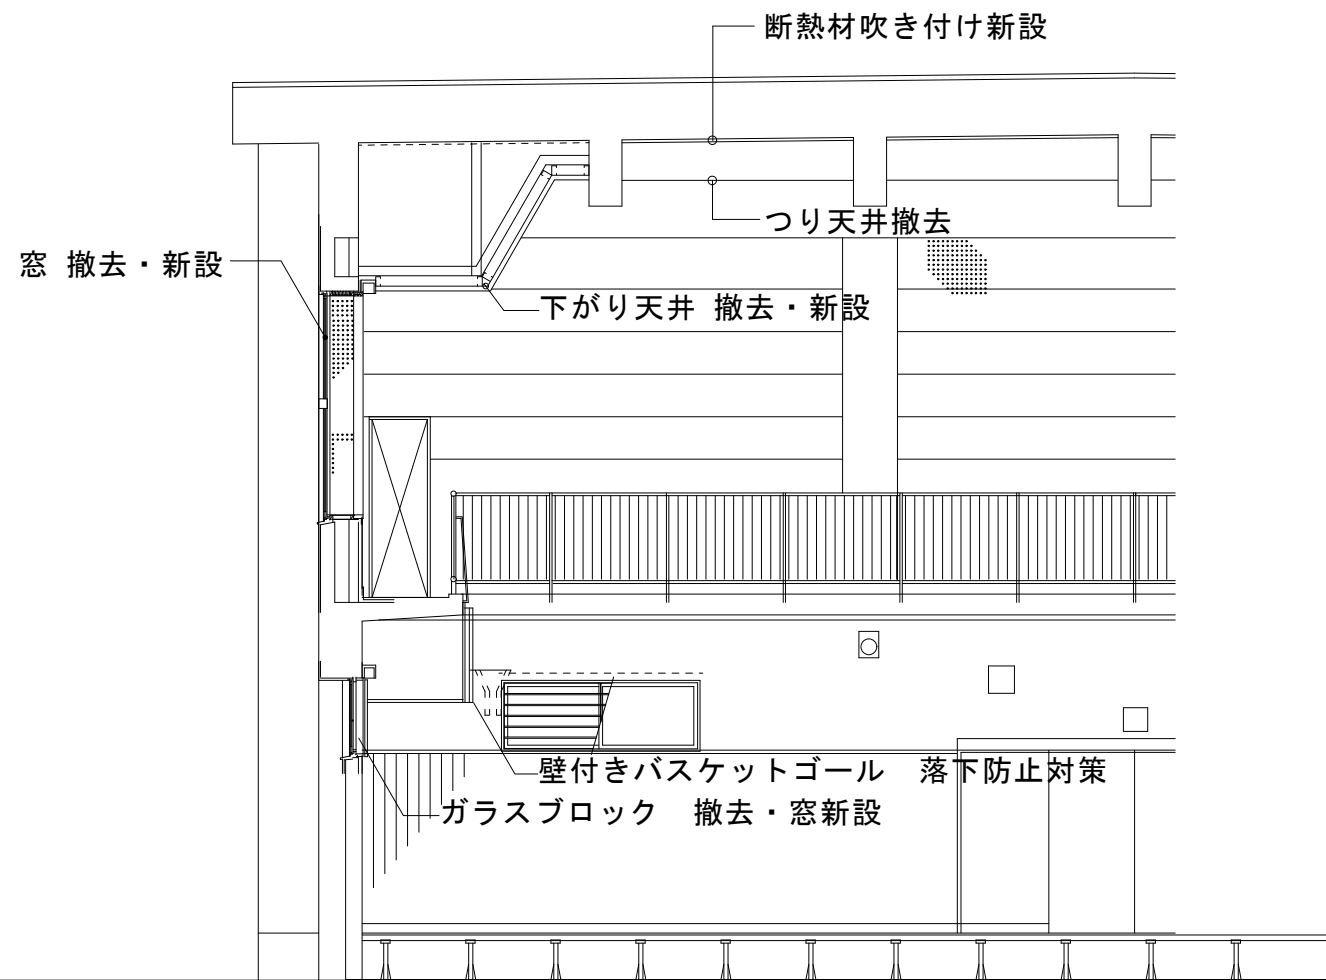 断熱材吹き付け新設
つり天井撤去
窓 撤去・新設
下がり天井 撤去・新設
壁付きバスケットゴール 落下防止対策
ガラスブロック 撤去・窓新設